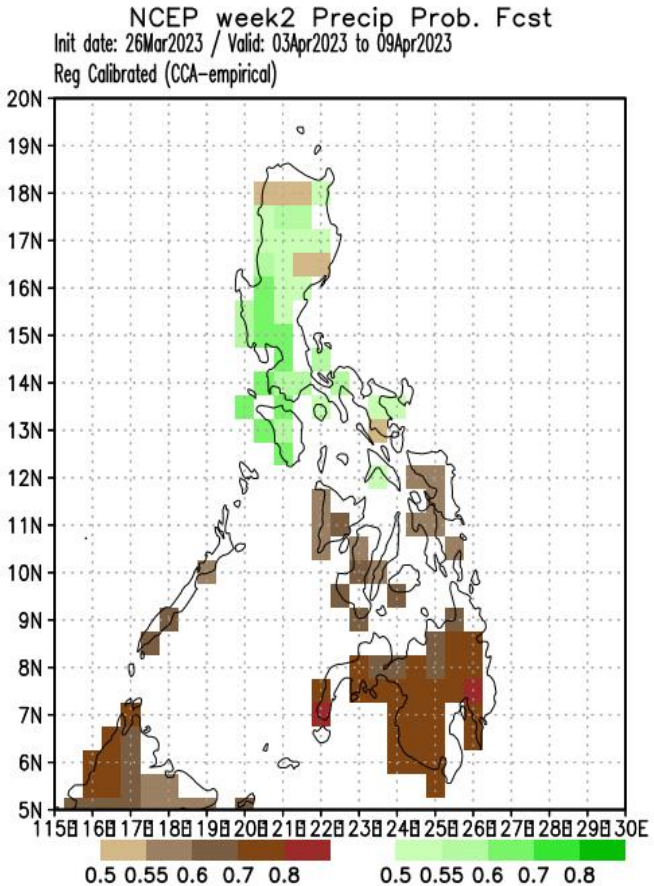 NCEP week2 Precip Prob. Fcst
Init date: 26Mar2023 / Valid: 03Apr2023 to 09Apr2023
Reg Calibrated (CCA-empirical)
20N
19N
18N
17N
16N
15N
14N
13N
12N
11N
10N
9N
8N
7N
6N
5N
115E 116E 117E 118E 119E 120E 121E 122E 123E 124E 125E 126E 127E 128E 129E 130E
0.5 0.55 0.6 0.7 0.8 0.5 0.55 0.6 0.7 0.8